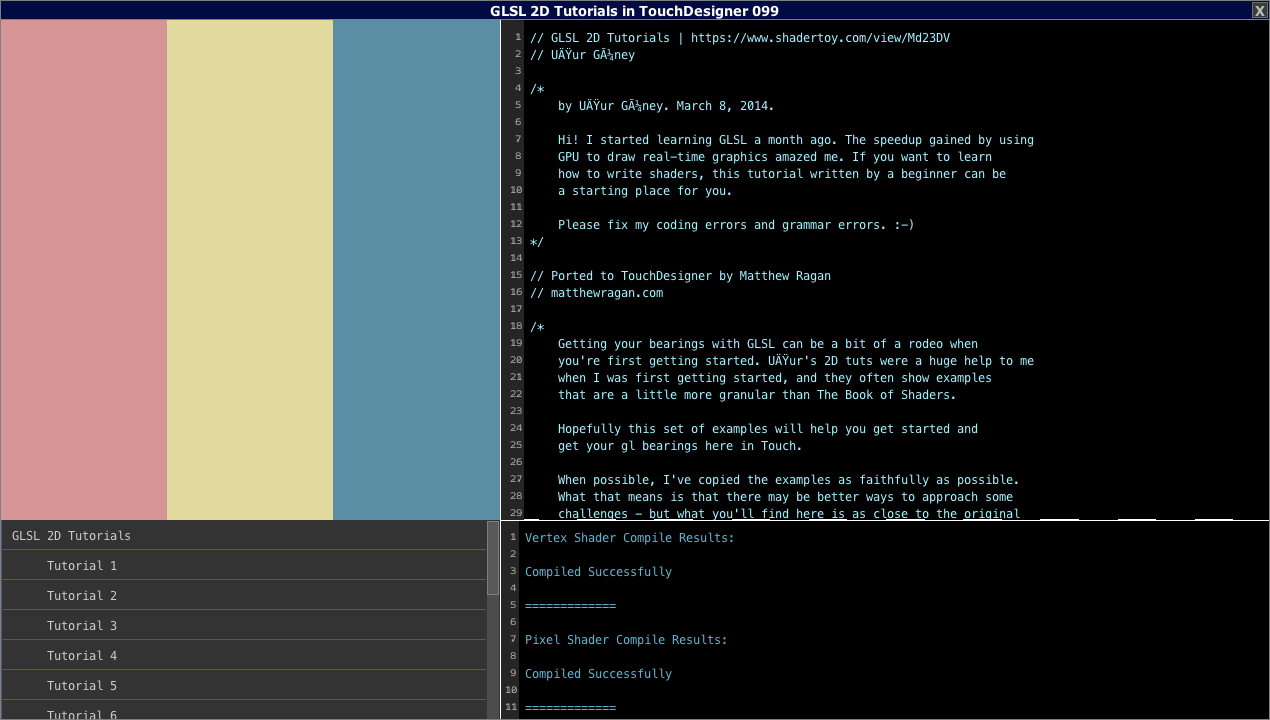 GLSL 2D Tutorials in TouchDesigner 099
X
1 // GLSL 2D Tutorials | https://www.shadertoy.com/view/Md23DV
2 // UÄŸur GÃ¼ney
3
4 /*
5 by UÄŸur GÃ¼ney. March 8, 2014.
6
7 Hi! I started learning GLSL a month ago. The speedup gained by using
8 GPU to draw real-time graphics amazed me. If you want to learn
9 how to write shaders, this tutorial written by a beginner can be
10 a starting place for you.
11
12 Please fix my coding errors and grammar errors. :-)
13 */
14
15 // Ported to TouchDesigner by Matthew Ragan
16 // matthewragan.com
17
18 /*
19 Getting your bearings with GLSL can be a bit of a rodeo when
20 you're first getting started. UÄŸur's 2D tuts were a huge help to me
21 when I was first getting started, and they often show examples
22 that are a little more granular than The Book of Shaders.
23
24 Hopefully this set of examples will help you get started and
25 get your gl bearings here in Touch.
26
27 When possible, I've copied the examples as faithfully as possible.
28 What that means is that there may be better ways to approach some
29 challenges - but what you'll find here is as close to the original
GLSL 2D Tutorials
Tutorial 1
Tutorial 2
Tutorial 3
Tutorial 4
Tutorial 5
Tutorial 6
1 Vertex Shader Compile Results:
2
3 Compiled Successfully
4
5 =============
6
7 Pixel Shader Compile Results:
8
9 Compiled Successfully
10
11 =============